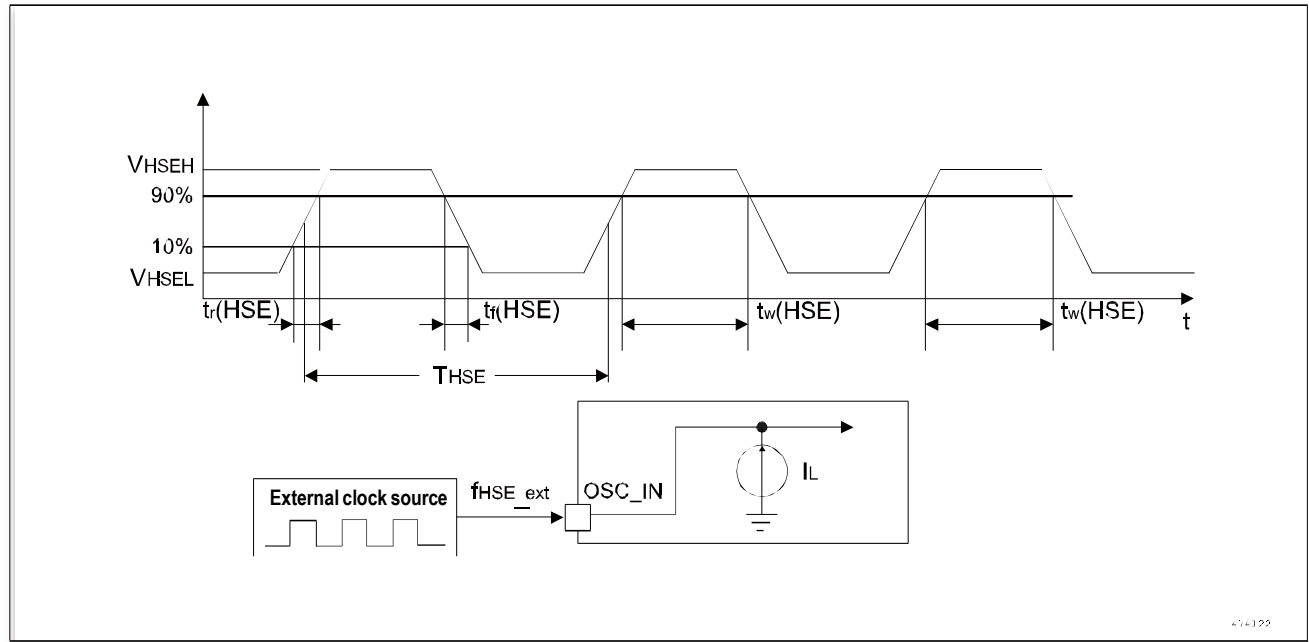 VHSEH
90%
10%
VHSEL
tr(HSE)
tf(HSE)
tw(HSE)
tw(HSE)
t
THSE
IL
External clock source
fHSE_ext
OSC_IN